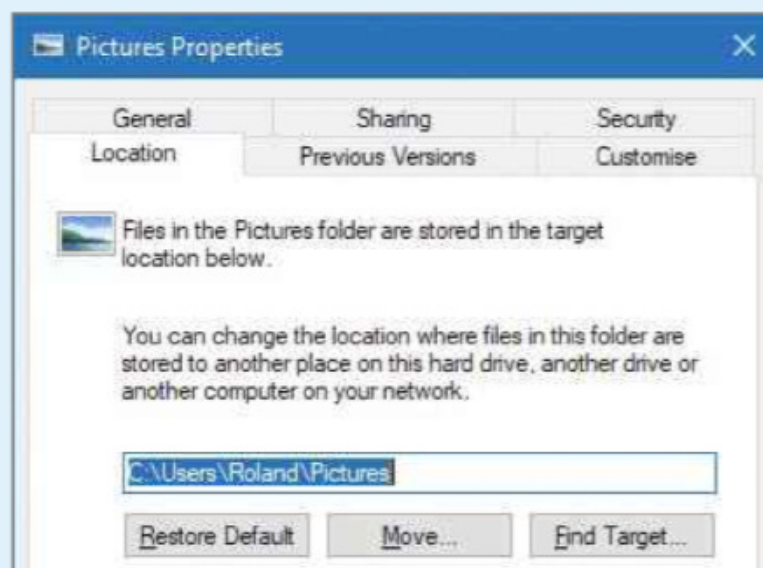 Pictures Properties
General Sharing Security
Location Previous Versions Customise
Files in the Pictures folder are stored in the target
location below.
You can change the location where files in this folder are
stored to another place on this hard drive, another drive or
another computer on your network.
C:\Users\Roland\Pictures
Restore Default Move... Find Target...